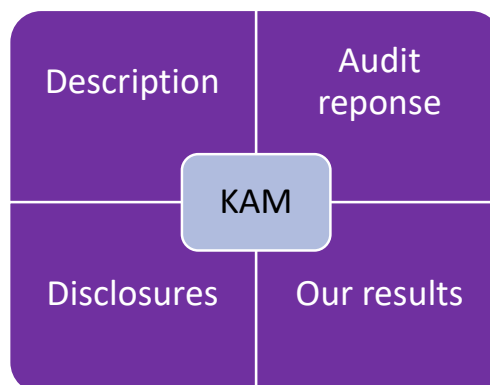 Description
Audit
reponse
KAM
Disclosures
Our results